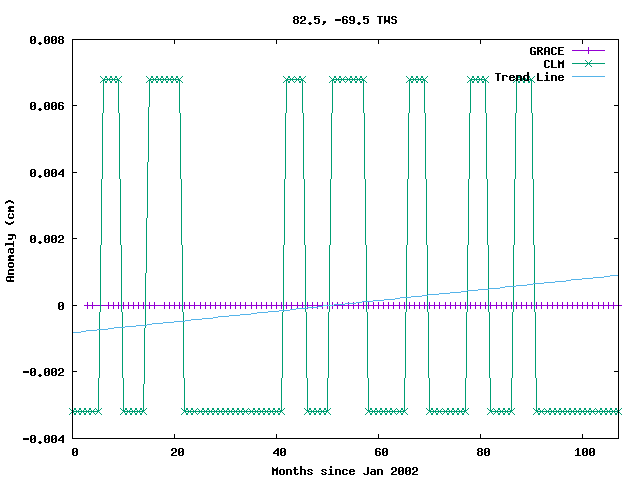 82.5, -69.5 TWS
0.008
0.006
0.004
0.002
0
-0.002
-0.004
Anomaly (cm)
GRACE
CLM
Trend Line
0 20 40 60 80 100
Months since Jan 2002